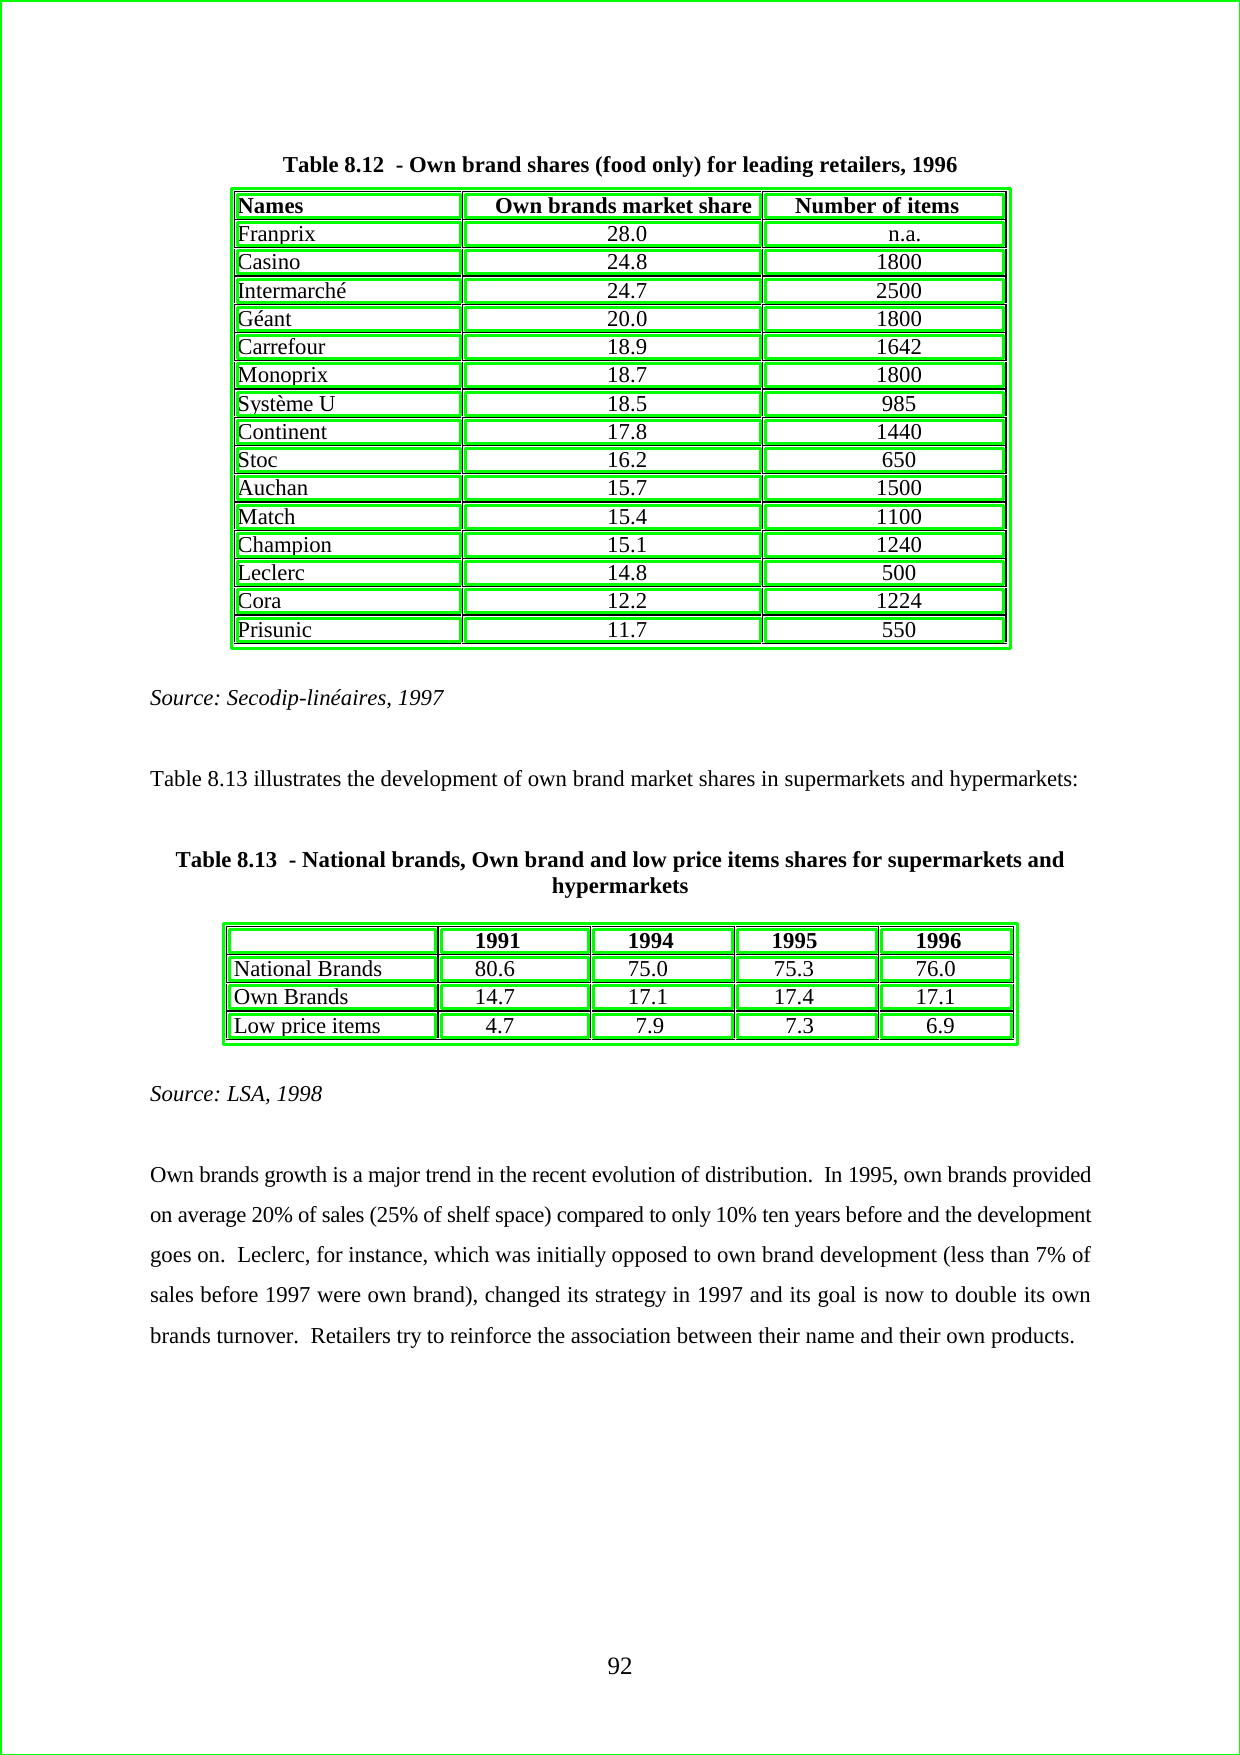 Table 8.12 - Own brand shares (food only) for leading retailers, 1996
Names Own brands market share Number of items
Franprix 28.0 n.a.
Casino 24.8 1800
Intermarché 24.7 2500
Géant 20.0 1800
Carrefour 18.9 1642
Monoprix 18.7 1800
Système U 18.5 985
Continent 17.8 1440
Stoc 16.2 650
Auchan 15.7 1500
Match 15.4 1100
Champion 15.1 1240
Leclerc 14.8 500
Cora 12.2 1224
Prisunic 11.7 550
Source: Secodip-linéaires, 1997
Table 8.13 illustrates the development of own brand market shares in supermarkets and hypermarkets:
Table 8.13 - National brands, Own brand and low price items shares for supermarkets and
hypermarkets
1991 1994 1995 1996
National Brands 80.6 75.0 75.3 76.0
Own Brands 14.7 17.1 17.4 17.1
Low price items 4.7 7.9 7.3 6.9
Source: LSA, 1998
Own brands growth is a major trend in the recent evolution of distribution. In 1995, own brands provided
on average 20% of sales (25% of shelf space) compared to only 10% ten years before and the development
goes on. Leclerc, for instance, which was initially opposed to own brand development (less than 7% of
sales before 1997 were own brand), changed its strategy in 1997 and its goal is now to double its own
brands turnover. Retailers try to reinforce the association between their name and their own products.
92